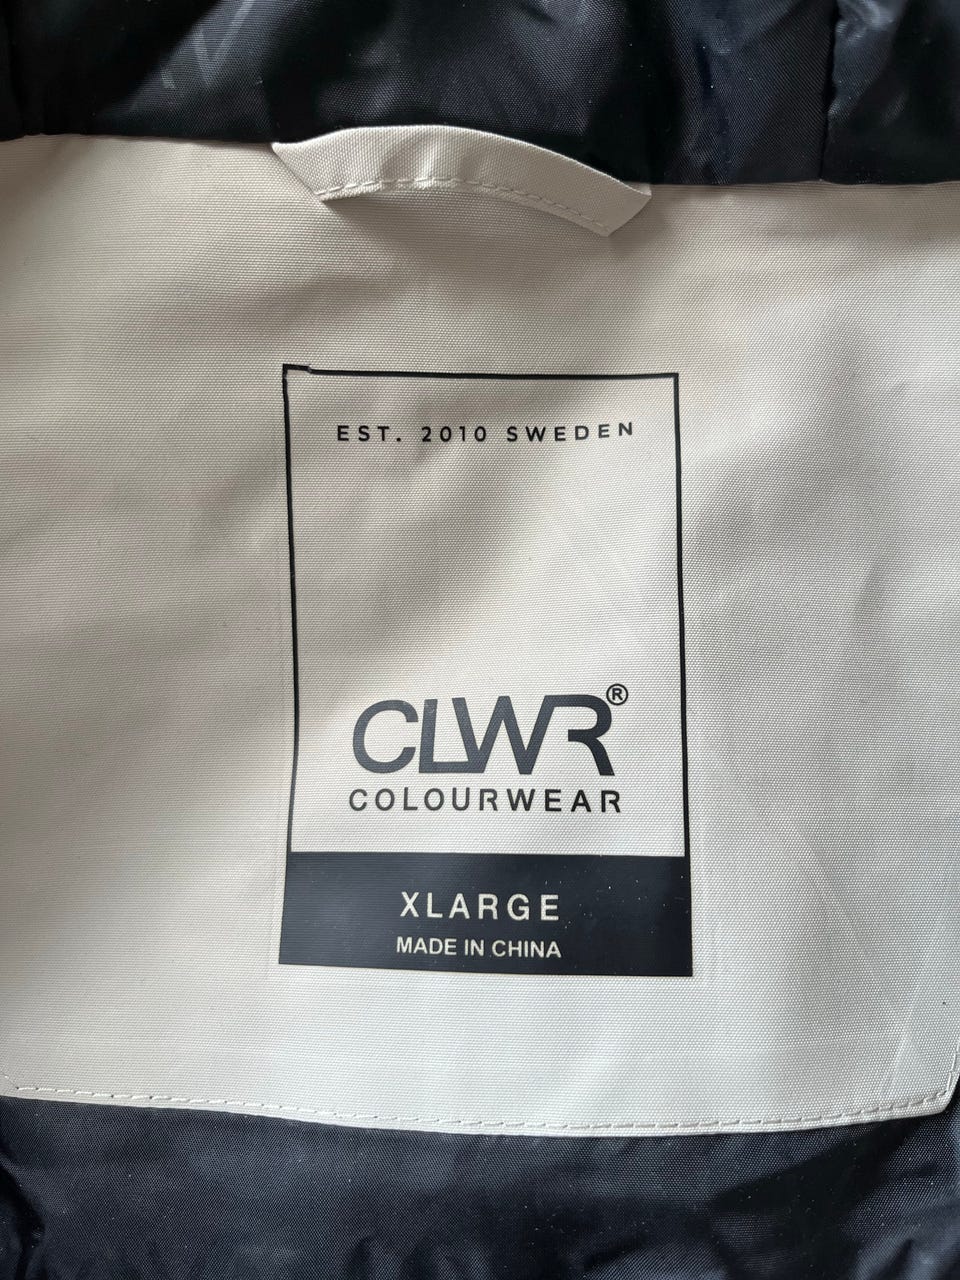 EST. 2010 SWEDEN
CLWR®
COLOURWEAR
XLARGE
MADE IN CHINA